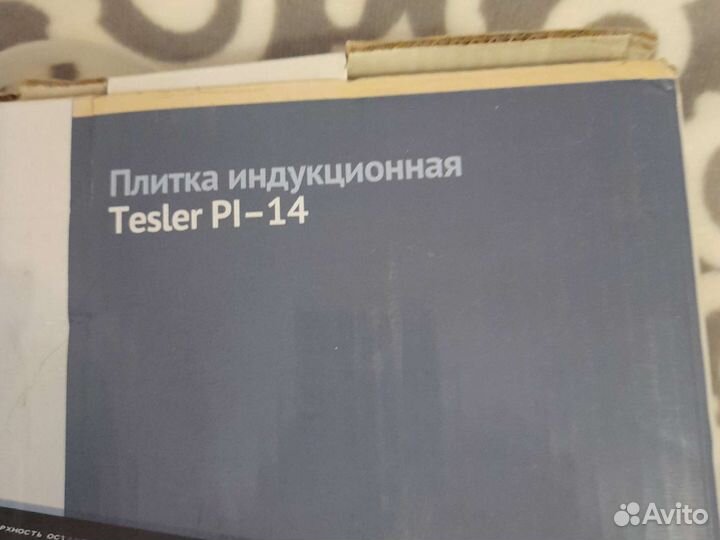 Плитка индукционная
Tesler PI-14
Avito